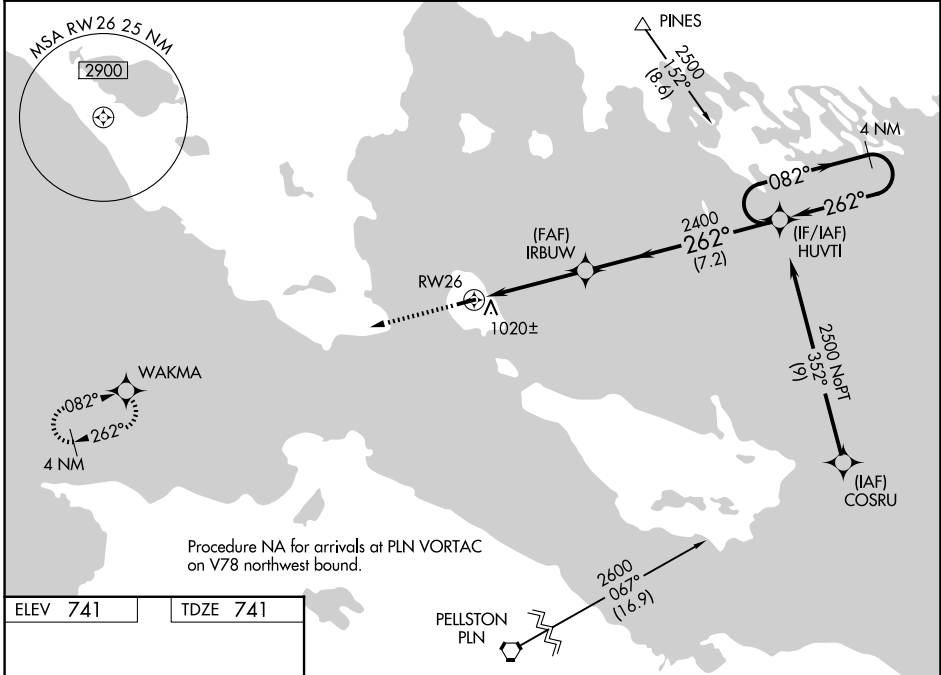 MSA RW26 25 NM
2900
PINES
2500
152°
(8.6)
4 NM
082°
262°
(IF/IAF)
HUVTI
2400
262°
(7.2)
(FAF)
IRBUW
RW26
1020±
2500 NoPT
352°
(9)
(IAF)
COSRU
WAKMA
082°
262°
4 NM
Procedure NA for arrivals at PLN VORTAC
on V78 northwest bound.
2600
067°
(16.9)
PELLSTON
PLN
ELEV 741
TDZE 741